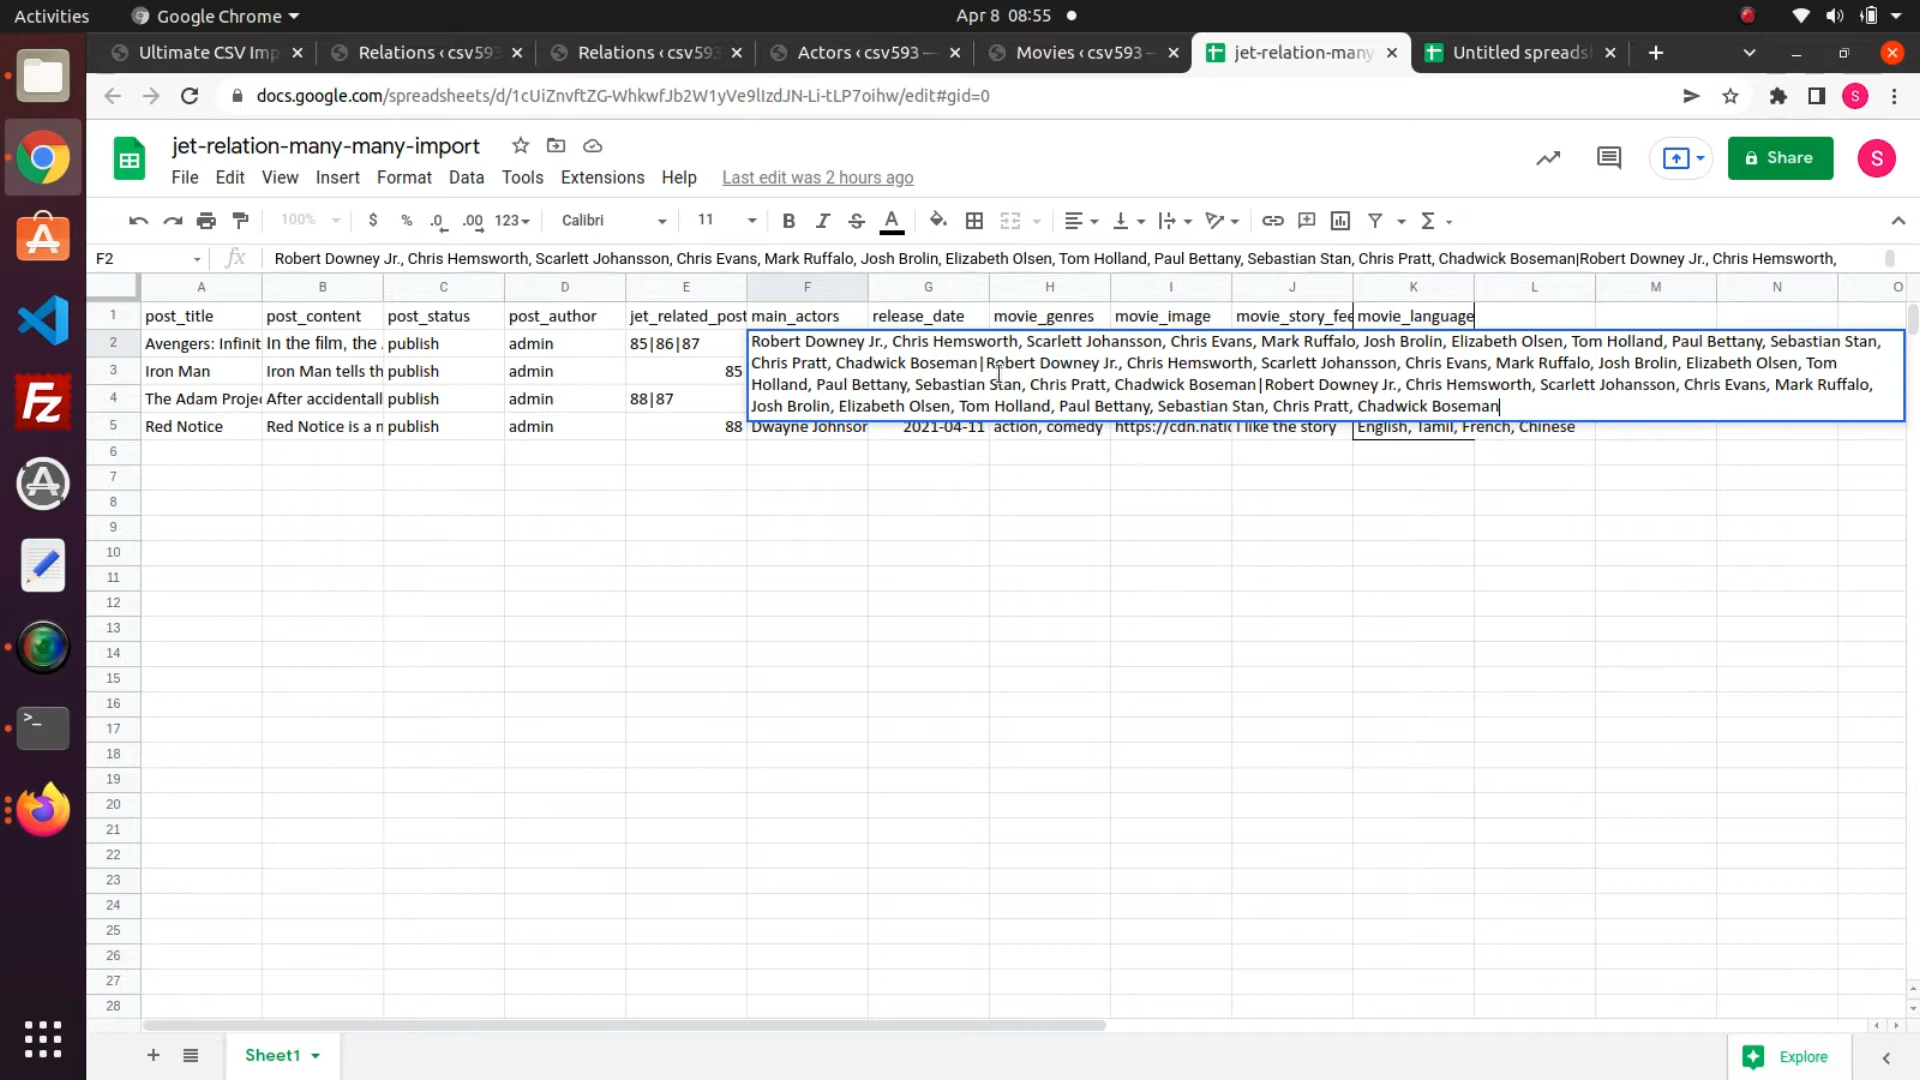 Activities
Google Chrome
Apr 8 08:55
Ultimate CSV Imp
Relations ‹ csv593
Relations ‹ csv593
Actors ‹ csv593 —
Movies ‹ csv593 —
jet-relation-many
Untitled spreads
docs.google.com/spreadsheets/d/1cUiZnvftZG-WhkwfJb2W1yVe9lIzdJN-Li-tLP7oihw/edit#gid=0
S
jet-relation-many-many-import
File Edit View Insert Format Data Tools Extensions Help Last edit was 2 hours ago
Share
S
100% $ % .0 .00 123 Calibri 11 B I S A
F2
fx
Robert Downey Jr., Chris Hemsworth, Scarlett Johansson, Chris Evans, Mark Ruffalo, Josh Brolin, Elizabeth Olsen, Tom Holland, Paul Bettany, Sebastian Stan, Chris Pratt, Chadwick Boseman|Robert Downey Jr., Chris Hemsworth,
A B C D E F G H I J K L M N O
1 post_title post_content post_status post_author jet_related_post main_actors release_date movie_genres movie_image movie_story_fee movie_language
2 Avengers: Infinit In the film, the publish admin 85|86|87
Robert Downey Jr., Chris Hemsworth, Scarlett Johansson, Chris Evans, Mark Ruffalo, Josh Brolin, Elizabeth Olsen, Tom Holland, Paul Bettany, Sebastian Stan,
Chris Pratt, Chadwick Boseman|Robert Downey Jr., Chris Hemsworth, Scarlett Johansson, Chris Evans, Mark Ruffalo, Josh Brolin, Elizabeth Olsen, Tom
Holland, Paul Bettany, Sebastian Stan, Chris Pratt, Chadwick Boseman|Robert Downey Jr., Chris Hemsworth, Scarlett Johansson, Chris Evans, Mark Ruffalo,
Josh Brolin, Elizabeth Olsen, Tom Holland, Paul Bettany, Sebastian Stan, Chris Pratt, Chadwick Boseman
3 Iron Man Iron Man tells th publish admin 85
4 The Adam Proje After accidentall publish admin 88|87
5 Red Notice Red Notice is a n publish admin 88 Dwayne Johnsor 2021-04-11 action, comedy https://cdn.natic I like the story English, Tamil, French, Chinese
6
7
8
9
10
11
12
13
14
15
16
17
18
19
20
21
22
23
24
25
26
27
28
Sheet1
Explore